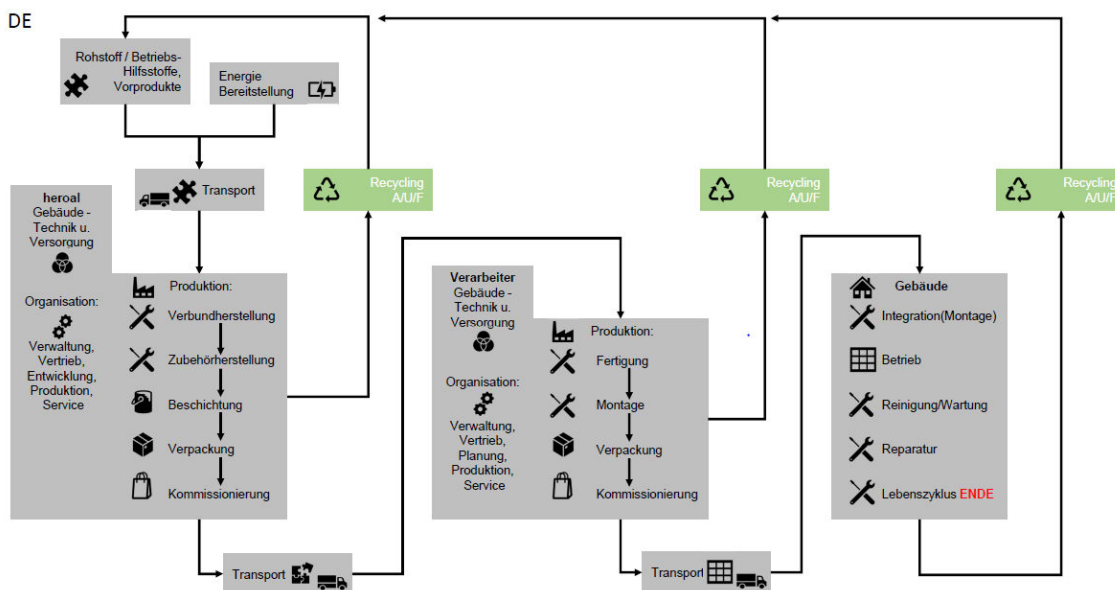 DE
Rohstoff / Betriebs-
Hilfsstoffe,
Vorprodukte
Energie
Bereitstellung
Transport
Recycling
A/U/F
Recycling
A/U/F
Recycling
A/U/F
heroal
Gebäude -
Technik u.
Versorgung
Organisation:
Verwaltung,
Vertrieb,
Entwicklung,
Produktion,
Service
Produktion:
Verbundherstellung
Zubehörherstellung
Beschichtung
Verpackung
Kommissionierung
Transport
Verarbeiter
Gebäude -
Technik u.
Versorgung
Organisation:
Verwaltung,
Vertrieb,
Planung,
Produktion,
Service
Produktion:
Fertigung
Montage
Verpackung
Kommissionierung
Transport
Gebäude
Integration(Montage)
Betrieb
Reinigung/Wartung
Reparatur
Lebenszyklus ENDE